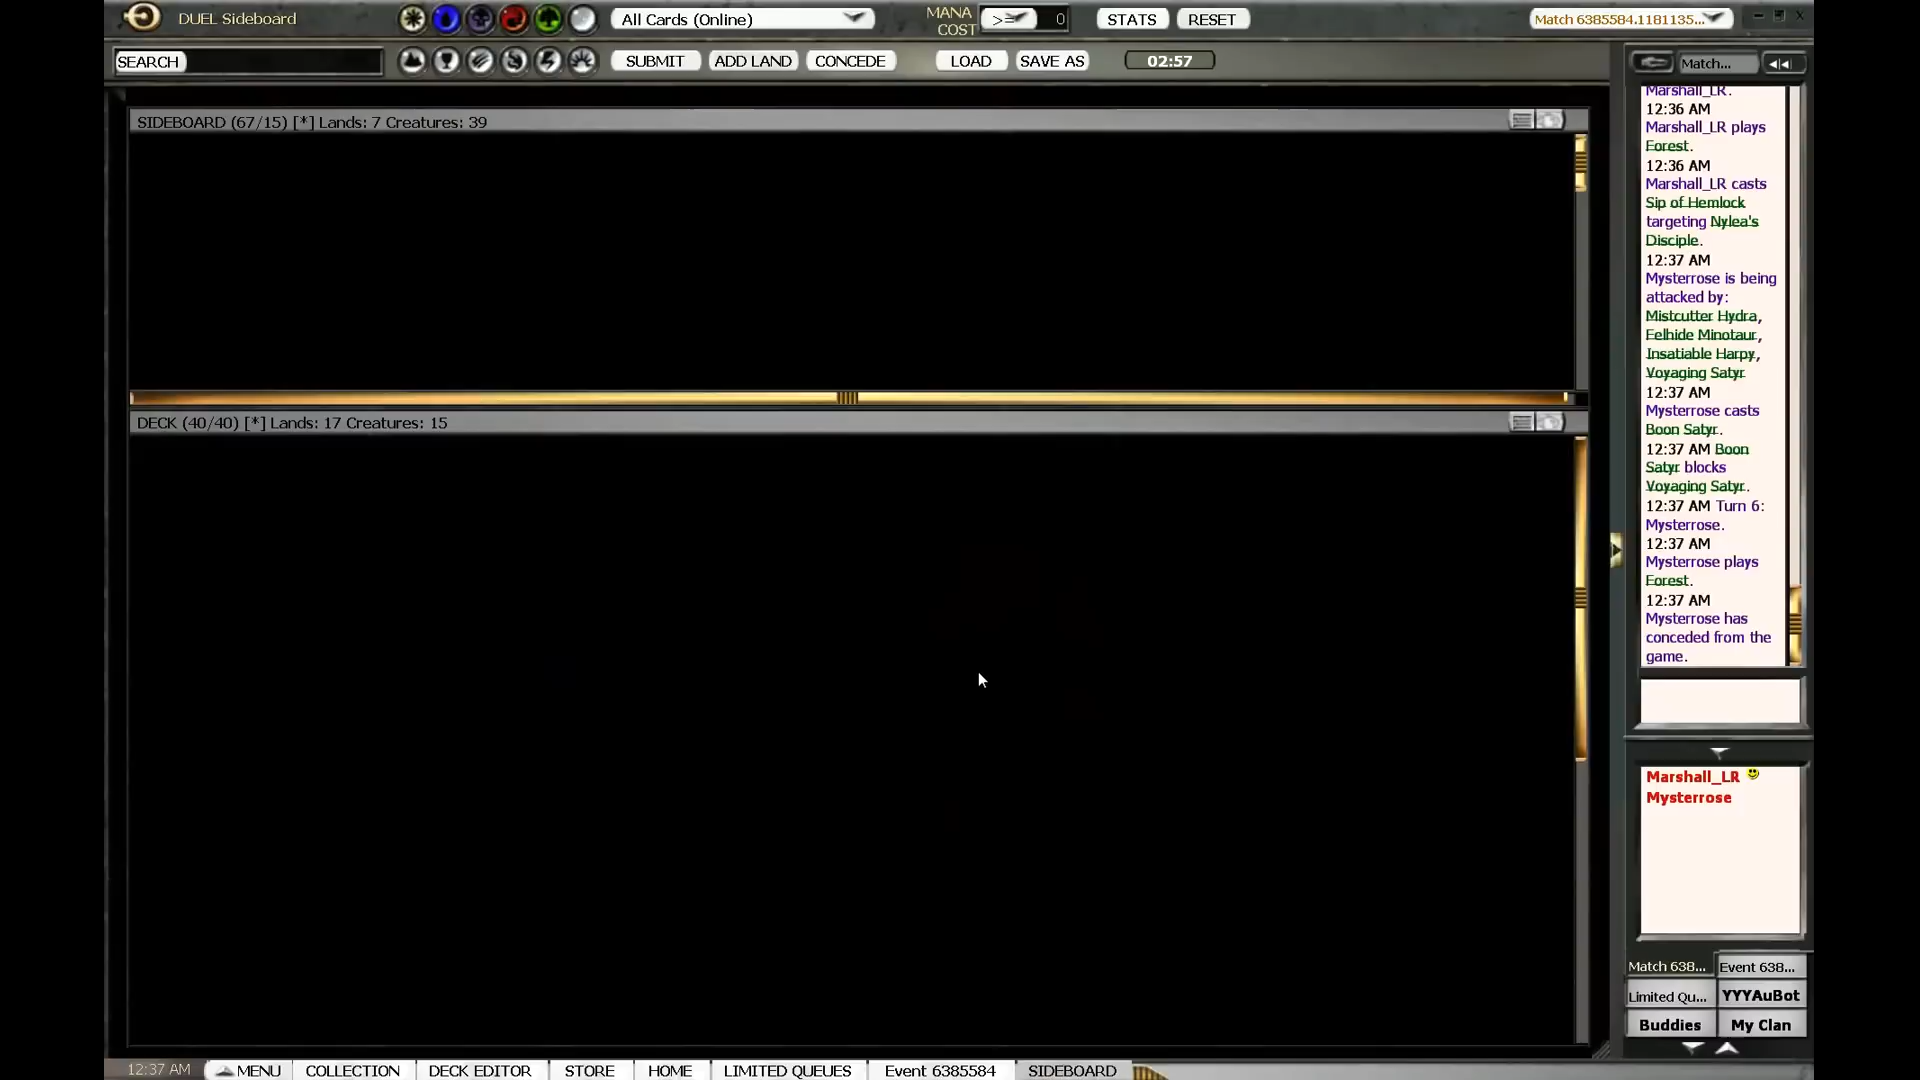 DUEL Sideboard
All Cards (Online)
MANA COST
>=
0
STATS
RESET
Match 6385584.1181135...
SEARCH
SUBMIT
ADD LAND
CONCEDE
LOAD
SAVE AS
02:57
Match...
SIDEBOARD (67/15) [*] Lands: 7 Creatures: 39
DECK (40/40) [*] Lands: 17 Creatures: 15
Marshall_LR.
12:36 AM
Marshall_LR plays
Forest.
12:36 AM
Marshall_LR casts
Sip of Hemlock
targeting Nylea's
Disciple.
12:37 AM
Mysterrose is being
attacked by:
Mistcutter Hydra,
Felhide Minotaur,
Insatiable Harpy,
Voyaging Satyr
12:37 AM
Mysterrose casts
Boon Satyr.
12:37 AM Boon
Satyr blocks
Voyaging Satyr.
12:37 AM Turn 6:
Mysterrose.
12:37 AM
Mysterrose plays
Forest.
12:37 AM
Mysterrose has
conceded from the
game.
Marshall_LR
Mysterrose
Match 638...
Event 638...
Limited Qu...
YYYAuBot
Buddies
My Clan
12:37 AM
MENU
COLLECTION
DECK EDITOR
STORE
HOME
LIMITED QUEUES
Event 6385584
SIDEBOARD